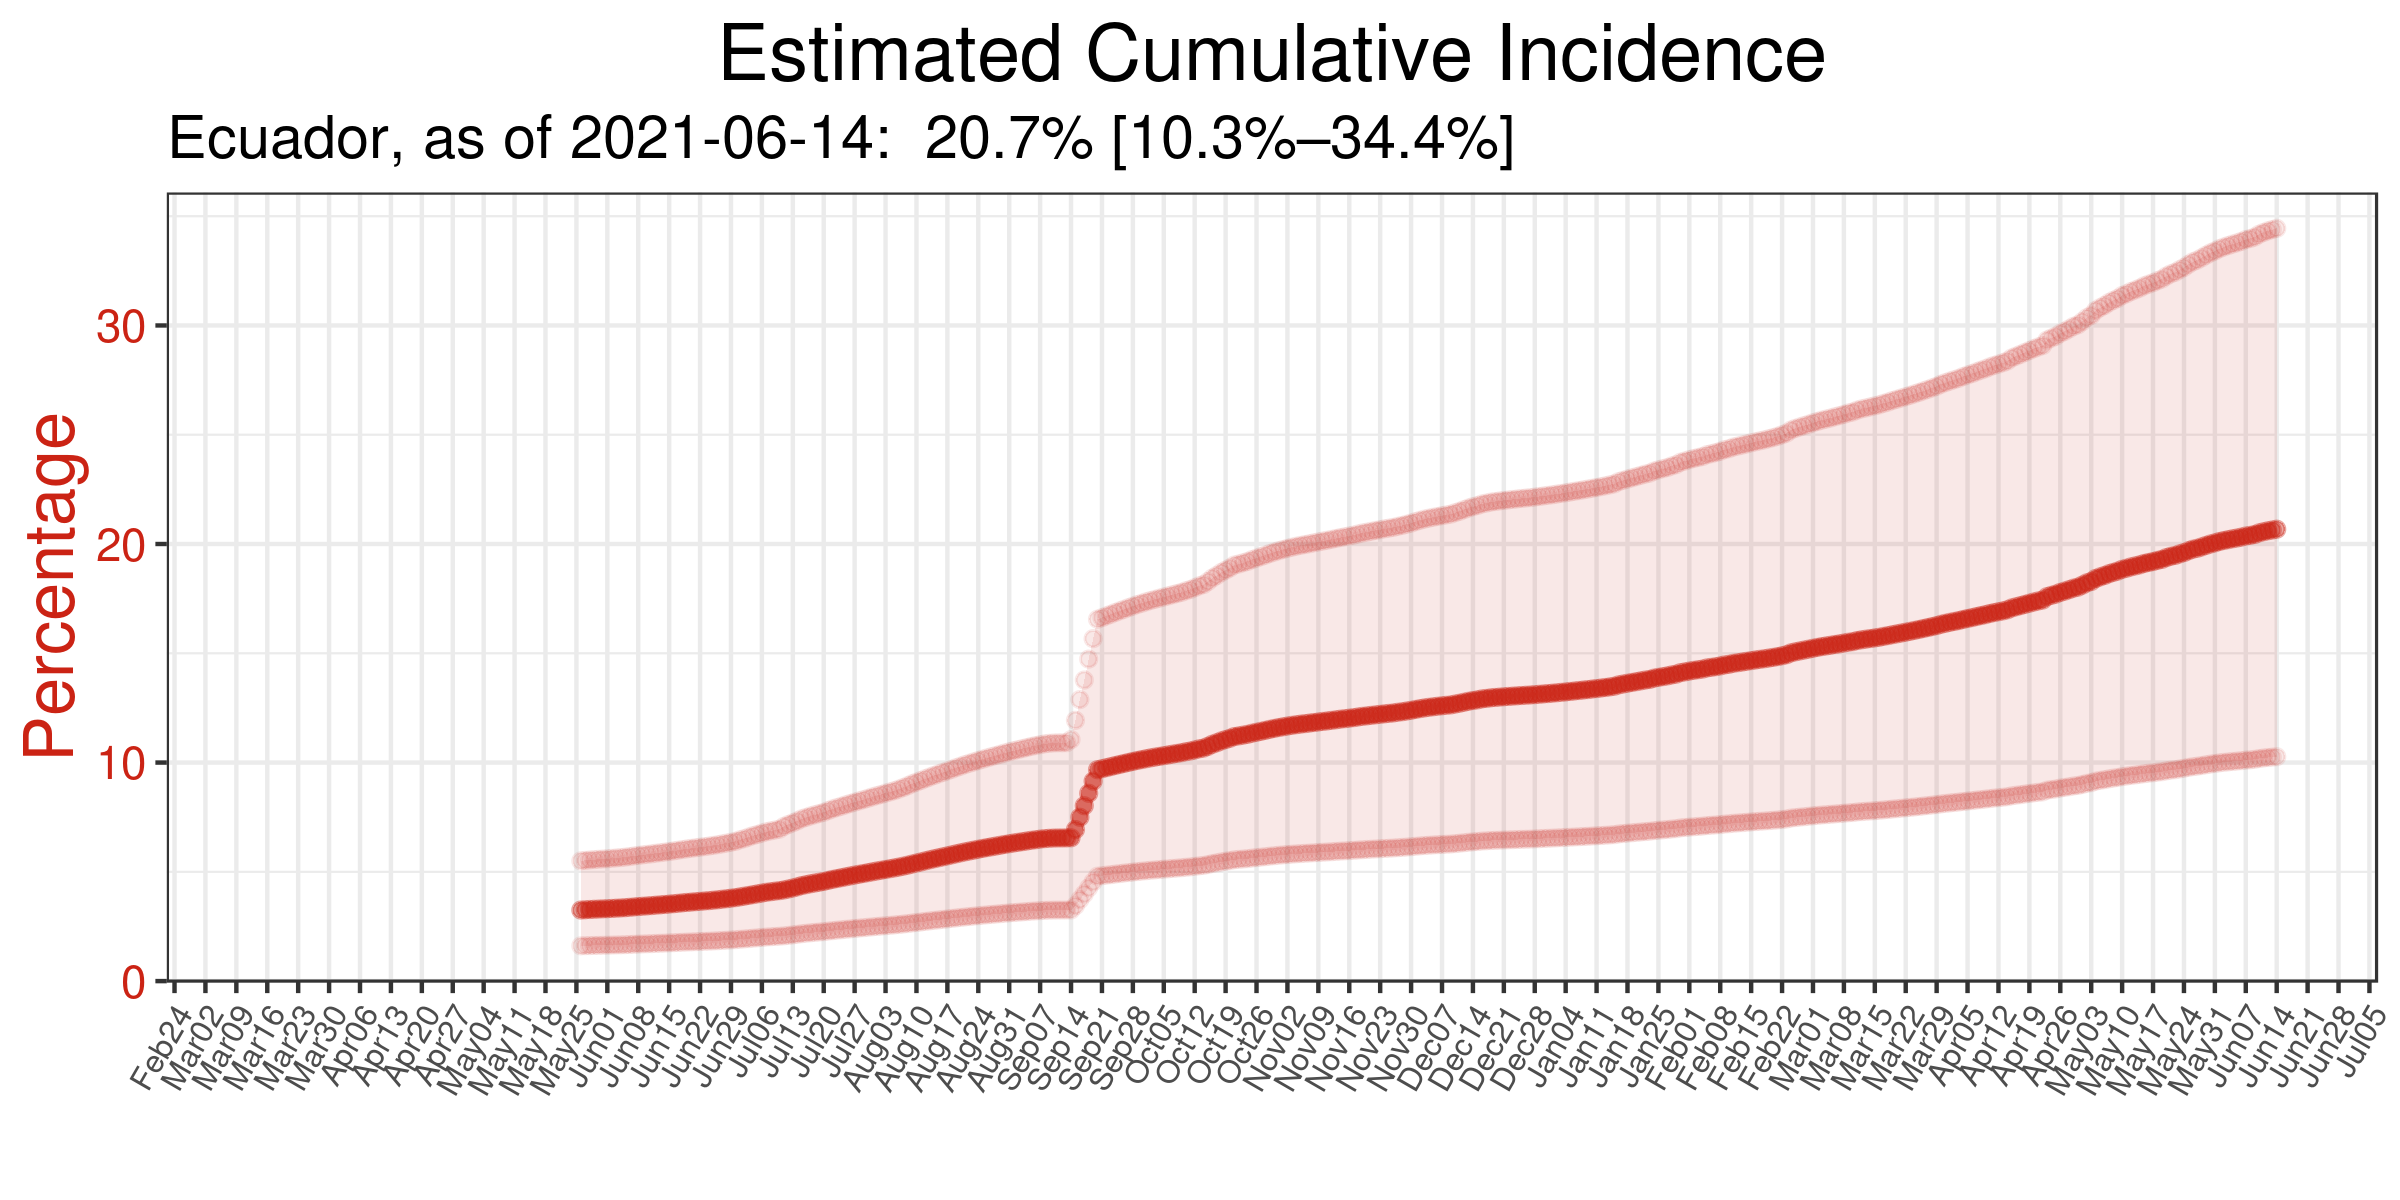 Estimated Cumulative Incidence
Ecuador, as of 2021-06-14:  20.7% [10.3%–34.4%]
Percentage
30
20
10
0
Feb24
Mar02
Mar09
Mar16
Mar23
Mar30
Apr06
Apr13
Apr20
Apr27
May04
May11
May18
May25
Jun01
Jun08
Jun15
Jun22
Jun29
Jul06
Jul13
Jul20
Jul27
Aug03
Aug10
Aug17
Aug24
Aug31
Sep07
Sep14
Sep21
Sep28
Oct05
Oct12
Oct19
Oct26
Nov02
Nov09
Nov16
Nov23
Nov30
Dec07
Dec14
Dec21
Dec28
Jan04
Jan11
Jan18
Jan25
Feb01
Feb08
Feb15
Feb22
Mar01
Mar08
Mar15
Mar22
Mar29
Apr05
Apr12
Apr19
Apr26
May03
May10
May17
May24
May31
Jun07
Jun14
Jun21
Jun28
Jul05